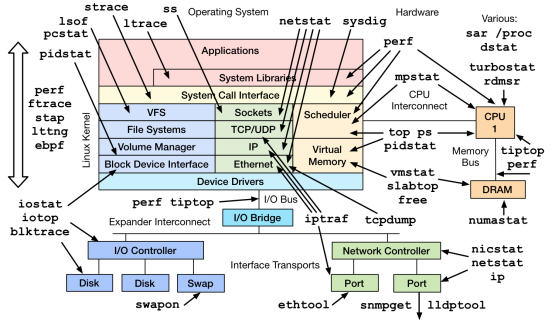 strace
ss
Operating System
Hardware
Various:
lsof
ltrace
netstat
sysdig
sar /proc
pcstat
dstat
pidstat
Applications
perf
turbostat
System Libraries
mpstat
rdmsr
System Call Interface
CPU
Interconnect
perf
ftrace
stap
lttng
ebpf
Linux Kernel
VFS
Sockets
Scheduler
CPU
1
File Systems
TCP/UDP
top ps
pidstat
Volume Manager
IP
Virtual
Memory
Memory
Bus
tiptop
perf
Block Device Interface
Ethernet
vmstat
slabtop
free
Device Drivers
DRAM
iostat
iotop
blktrace
perf tiptop
I/O Bus
iptraf
tcpdump
numastat
Expander Interconnect
I/O Bridge
I/O Controller
Network Controller
nicstat
netstat
ip
Interface Transports
Disk
Disk
Swap
Port
Port
swapon
ethtool
snmpget
lldptool